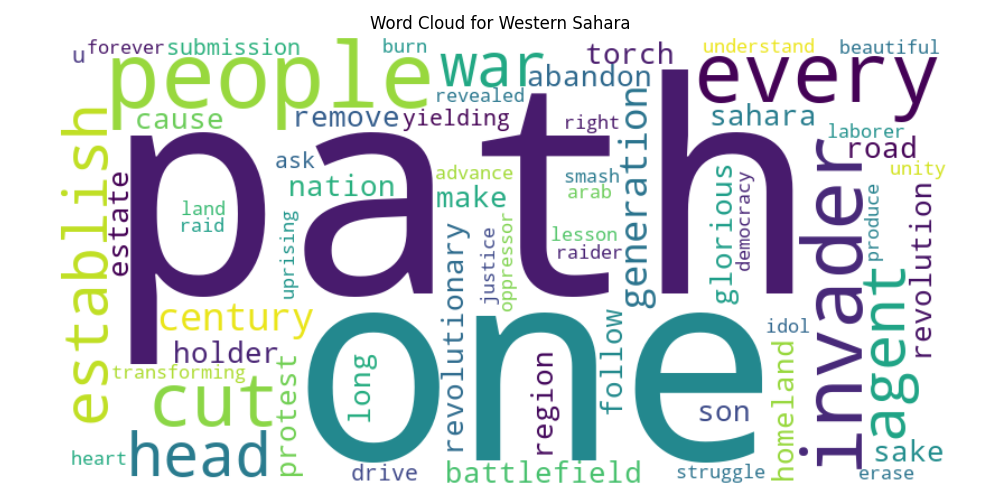 Word Cloud for Western Sahara
u
forever
submission
burn
understand
beautiful
people
war
torch
every
abandon
revealed
cause
remove
yielding
right
generation
sahara
laborer
road
establish
path
ask
nation
advance
make
smash
arab
unity
estate
land
raid
glorious
democracy
invader
produce
revolution
uprising
revolutionary
justice
oppressor
lesson
raider
century
one
idol
holder
transforming
cut
protest
long
region
follow
son
homeland
agent
head
heart
drive
battlefield
struggle
sake
erase